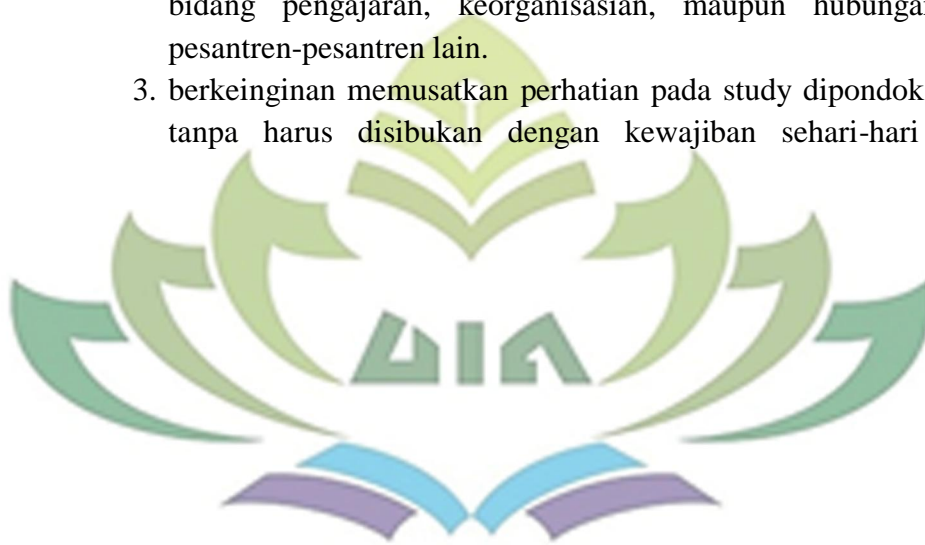 bidang pengajaran, keorganisasian, maupun hubungan
pesantren-pesantren lain.
3. berkeinginan memusatkan perhatian pada study dipondok
tanpa harus disibukan dengan kewajiban sehari-hari
UIN